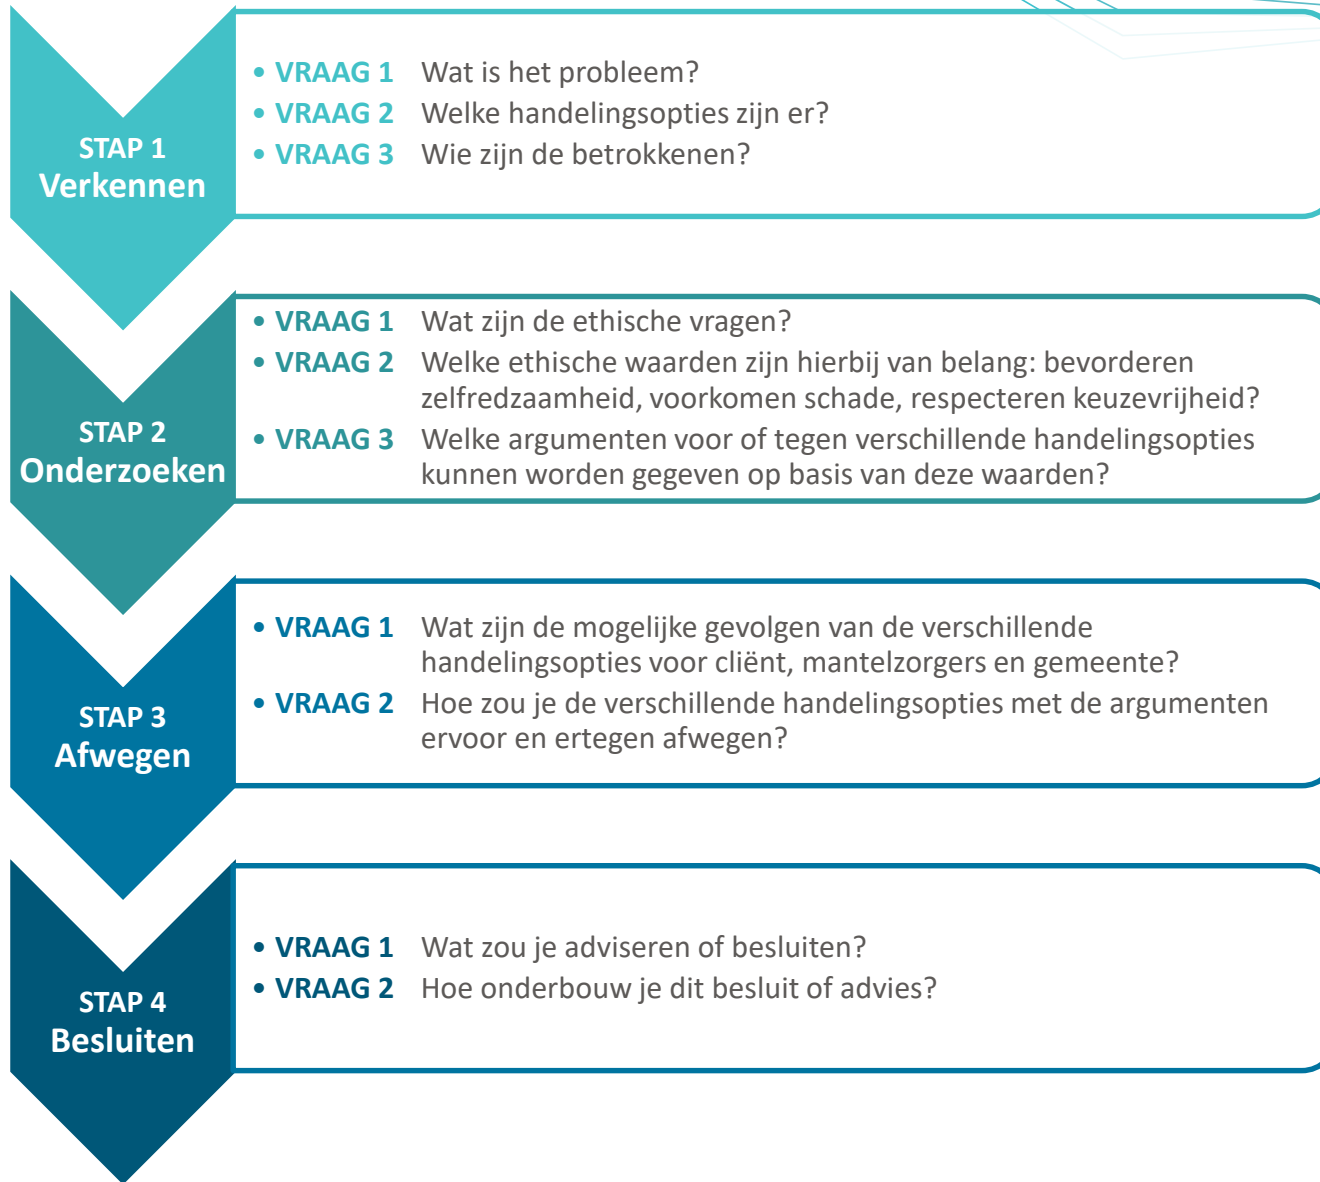 STAP 1
Verkennen
• VRAAG 1 Wat is het probleem?
• VRAAG 2 Welke handelingsopties zijn er?
• VRAAG 3 Wie zijn de betrokkenen?
STAP 2
Onderzoeken
• VRAAG 1 Wat zijn de ethische vragen?
• VRAAG 2 Welke ethische waarden zijn hierbij van belang: bevorderen
zelfredzaamheid, voorkomen schade, respecteren keuzevrijheid?
• VRAAG 3 Welke argumenten voor of tegen verschillende handelingsopties
kunnen worden gegeven op basis van deze waarden?
STAP 3
Afwegen
• VRAAG 1 Wat zijn de mogelijke gevolgen van de verschillende
handelingsopties voor cliënt, mantelzorgers en gemeente?
• VRAAG 2 Hoe zou je de verschillende handelingsopties met de argumenten
ervoor en ertegen afwegen?
STAP 4
Besluiten
• VRAAG 1 Wat zou je adviseren of besluiten?
• VRAAG 2 Hoe onderbouw je dit besluit of advies?